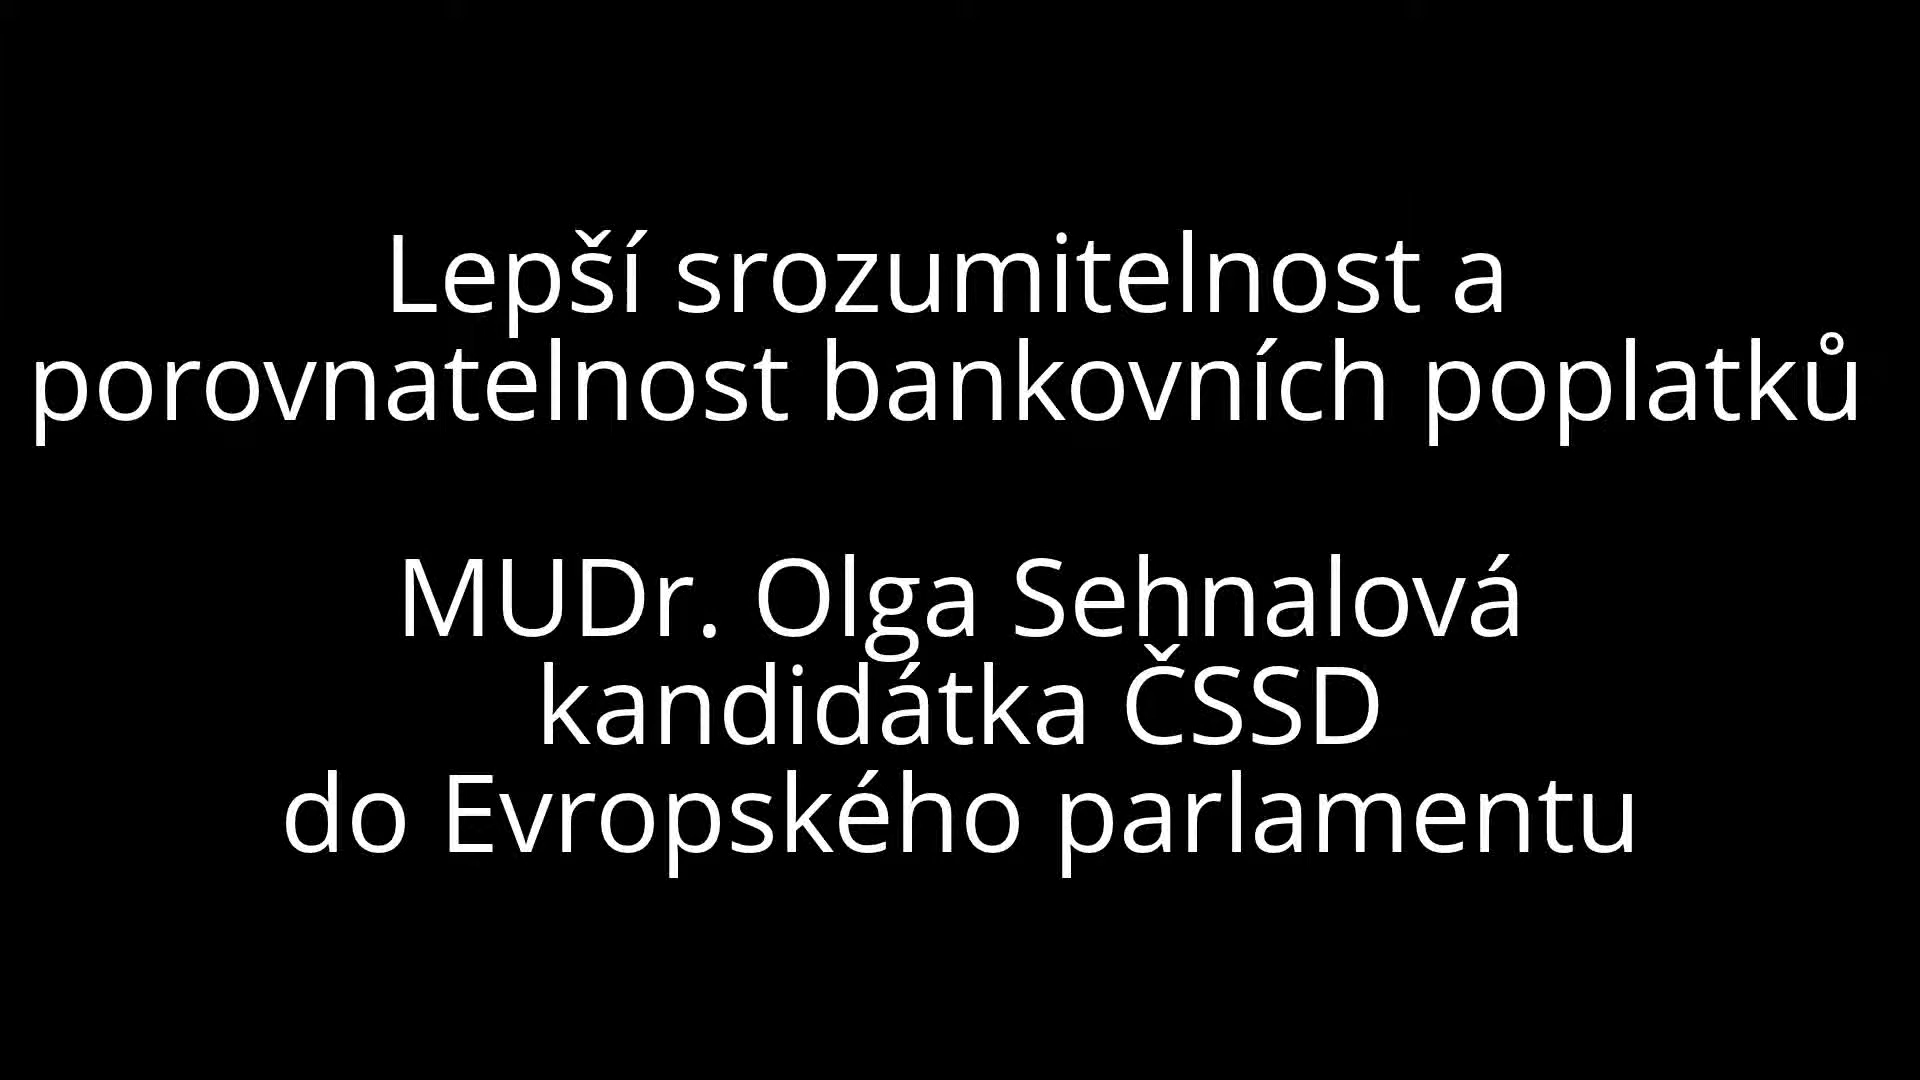 Lepší srozumitelnost a
porovnatelnost bankovních poplatků
MUDr. Olga Sehnalová
kandidátka ČSSD
do Evropského parlamentu